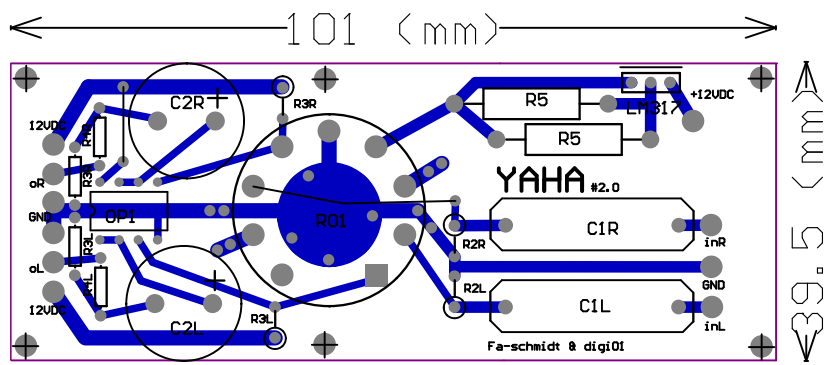 101 (mm)
C2R
R3R
R5
LM317
+12VDC
12VDC
R4R
R5
39.5 (mm)
R3R
oR
YAHA #2.0
GND
OP1
RO1
C1R
R2R
inR
R3L
oL
GND
R4L
R2L
12VDC
C2L
R3L
C1L
inL
Fa-schmidt & digi01